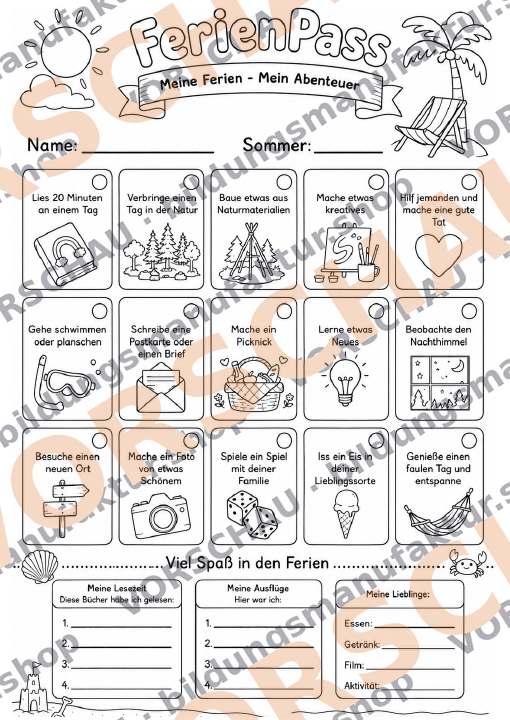 FerienPass
Meine Ferien - Mein Abenteuer
Name:
Sommer:
Lies 20 Minuten
an einem Tag
Verbringe einen
Tag in der Natur
Baue etwas aus
Naturmaterialien
Mache etwas
kreatives
Hilf jemanden und
mache eine gute
Tat
Gehe schwimmen
oder planschen
Schreibe eine
Postkarte oder
einen Brief
Mache ein
Picknick
Lerne etwas
Neues
Beobachte den
Nachthimmel
Besuche einen
neuen Ort
Mache ein Foto
von etwas
Schönem
Spiele ein Spiel
mit deiner
Familie
Iss ein Eis in
deiner
Lieblingssorte
Genieße einen
faulen Tag und
entspanne
Viel Spaß in den Ferien
Meine Lesezeit
Diese Bücher habe ich gelesen:
1.
2.
3.
4.
Meine Ausflüge
Hier war ich:
1.
2.
3.
4.
Meine Lieblinge:
Essen:
Getränk:
Film:
Aktivität:
VORSCHAU
bildungsmanufaktur.shop